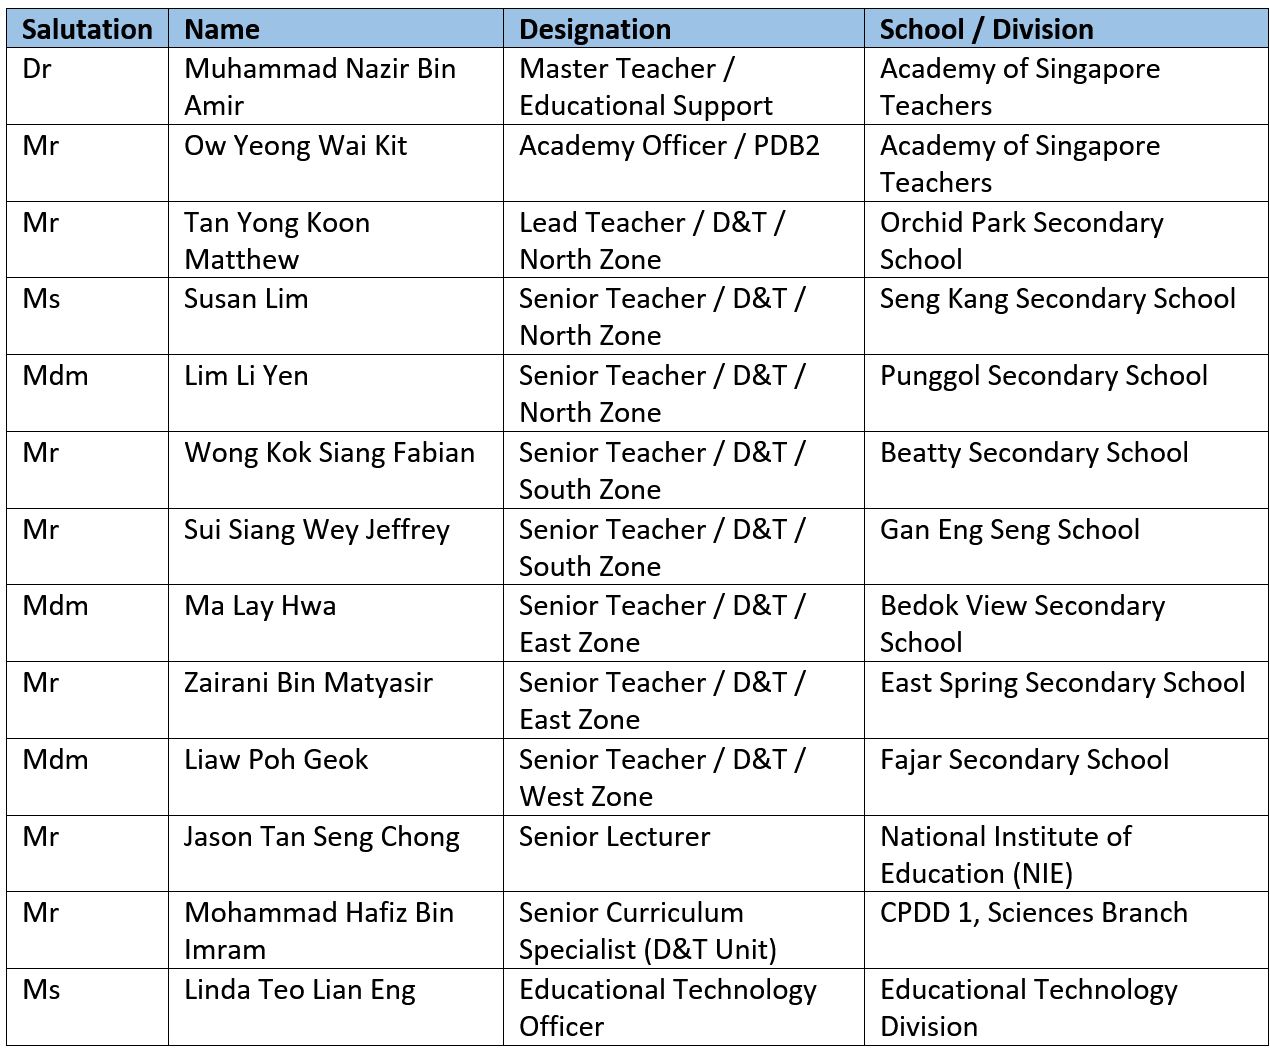 Salutation Name Designation School / Division
Dr Muhammad Nazir Bin Master Teacher / Academy of Singapore
Amir Educational Support Teachers
Mr Ow Yeong Wai Kit Academy Officer / PDB2 Academy of Singapore
Teachers
Mr Tan Yong Koon Lead Teacher / D&T / Orchid Park Secondary
Matthew North Zone School
Ms Susan Lim Senior Teacher / D&T / Seng Kang Secondary School
North Zone
Mdm Lim Li Yen Senior Teacher / D&T / Punggol Secondary School
North Zone
Mr Wong Kok Siang Fabian Senior Teacher / D&T / Beatty Secondary School
South Zone
Mr Sui Siang Wey Jeffrey Senior Teacher / D&T / Gan Eng Seng School
South Zone
Mdm Ma Lay Hwa Senior Teacher / D&T / Bedok View Secondary
East Zone School
Mr Zairani Bin Matyasir Senior Teacher / D&T / East Spring Secondary School
East Zone
Mdm Liaw Poh Geok Senior Teacher / D&T / Fajar Secondary School
West Zone
Mr Jason Tan Seng Chong Senior Lecturer National Institute of
Education (NIE)
Mr Mohammad Hafiz Bin Senior Curriculum CPDD 1, Sciences Branch
Imram Specialist (D&T Unit)
Ms Linda Teo Lian Eng Educational Technology Educational Technology
Officer Division